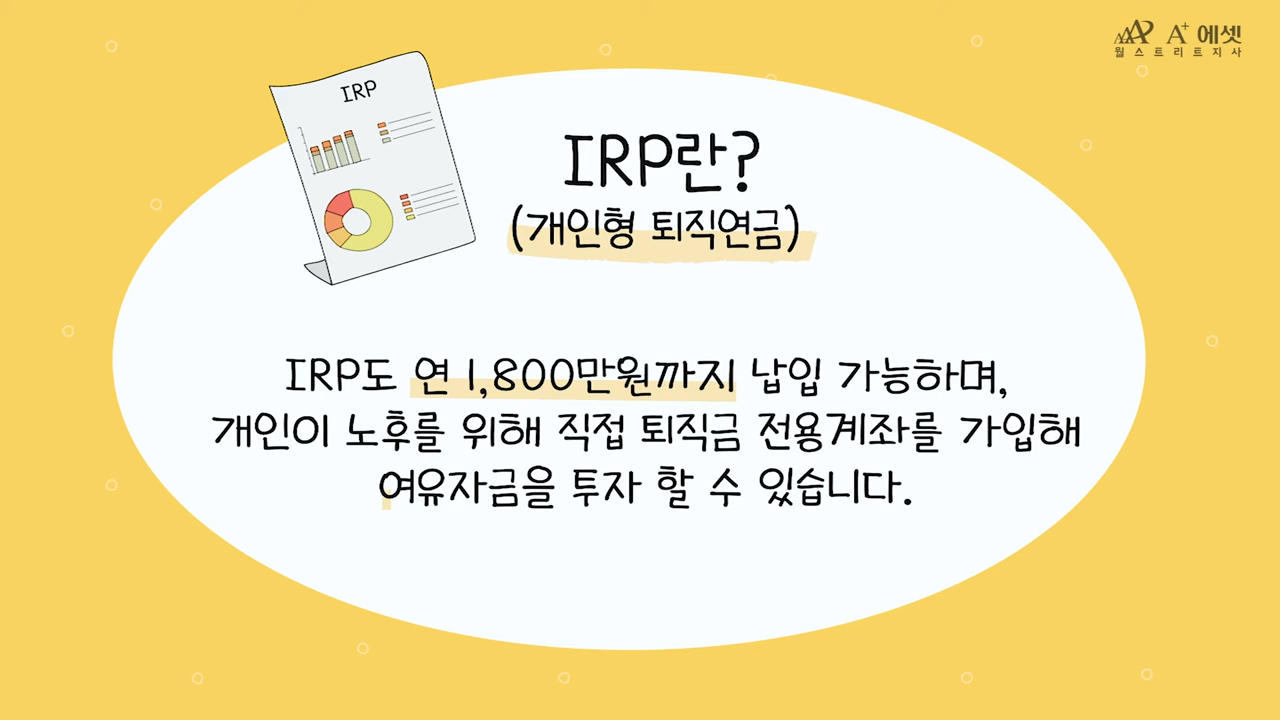 A⁺에셋
월스트리트지사
IRP
IRP란?
(개인형 퇴직연금)
IRP도 연 1,800만원까지 납입 가능하며,
개인이 노후를 위해 직접 퇴직금 전용계좌를 가입해
여유자금을 투자 할 수 있습니다.